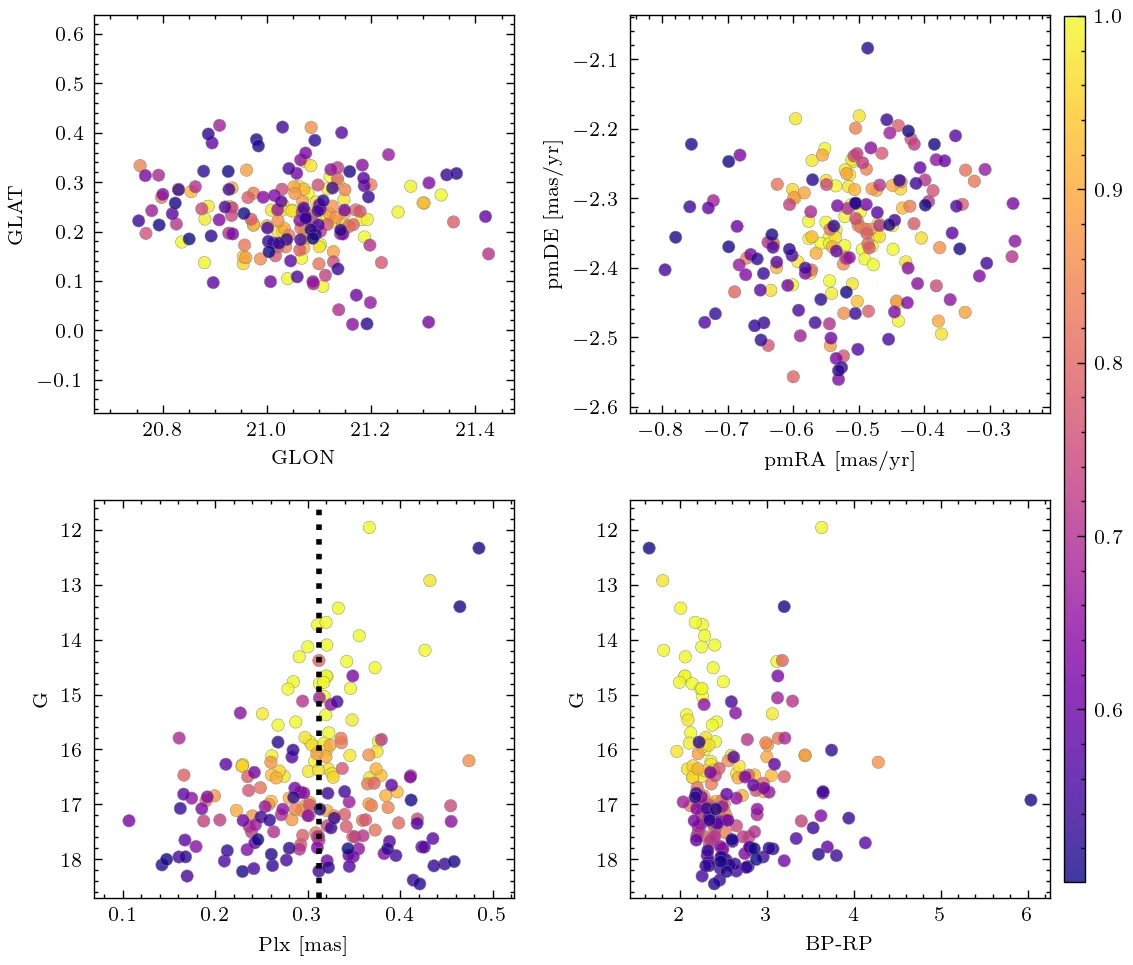 0.6
0.5
0.4
0.3
0.2
0.1
0.0
−0.1
GLAT
20.8 21.0 21.2 21.4
GLON
−2.1
−2.2
−2.3
−2.4
−2.5
−2.6
pmDE [mas/yr]
−0.8 −0.7 −0.6 −0.5 −0.4 −0.3
pmRA [mas/yr]
1.0
0.9
0.8
0.7
0.6
12
13
14
15
16
17
18
G
0.1 0.2 0.3 0.4 0.5
Plx [mas]
12
13
14
15
16
17
18
G
2 3 4 5 6
BP-RP